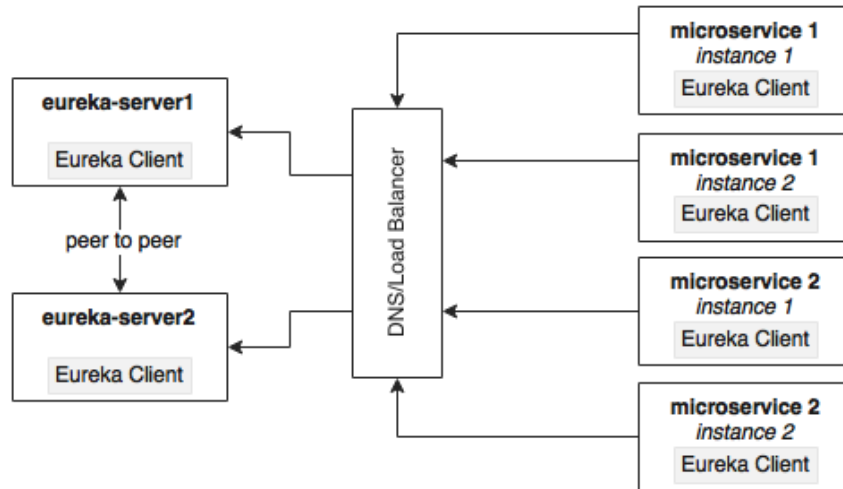 eureka-server1
Eureka Client
peer to peer
eureka-server2
Eureka Client
DNS/Load Balancer
microservice 1
instance 1
Eureka Client
microservice 1
instance 2
Eureka Client
microservice 2
instance 1
Eureka Client
microservice 2
instance 2
Eureka Client